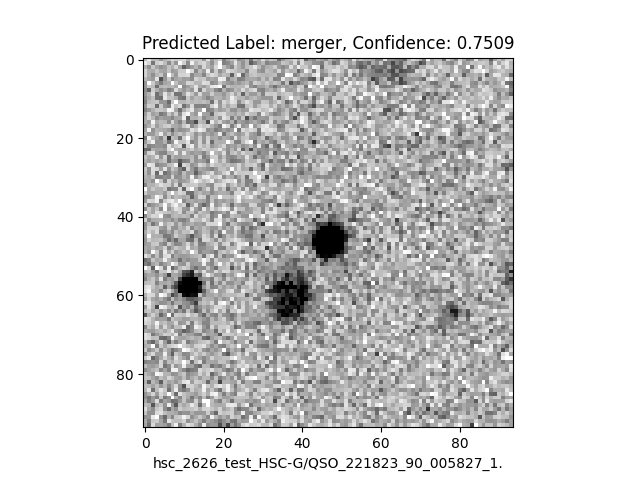 Predicted Label: merger, Confidence: 0.7509
0
20
40
60
80
0 20 40 60 80
hsc_2626_test_HSC-G/QSO_221823_90_005827_1.